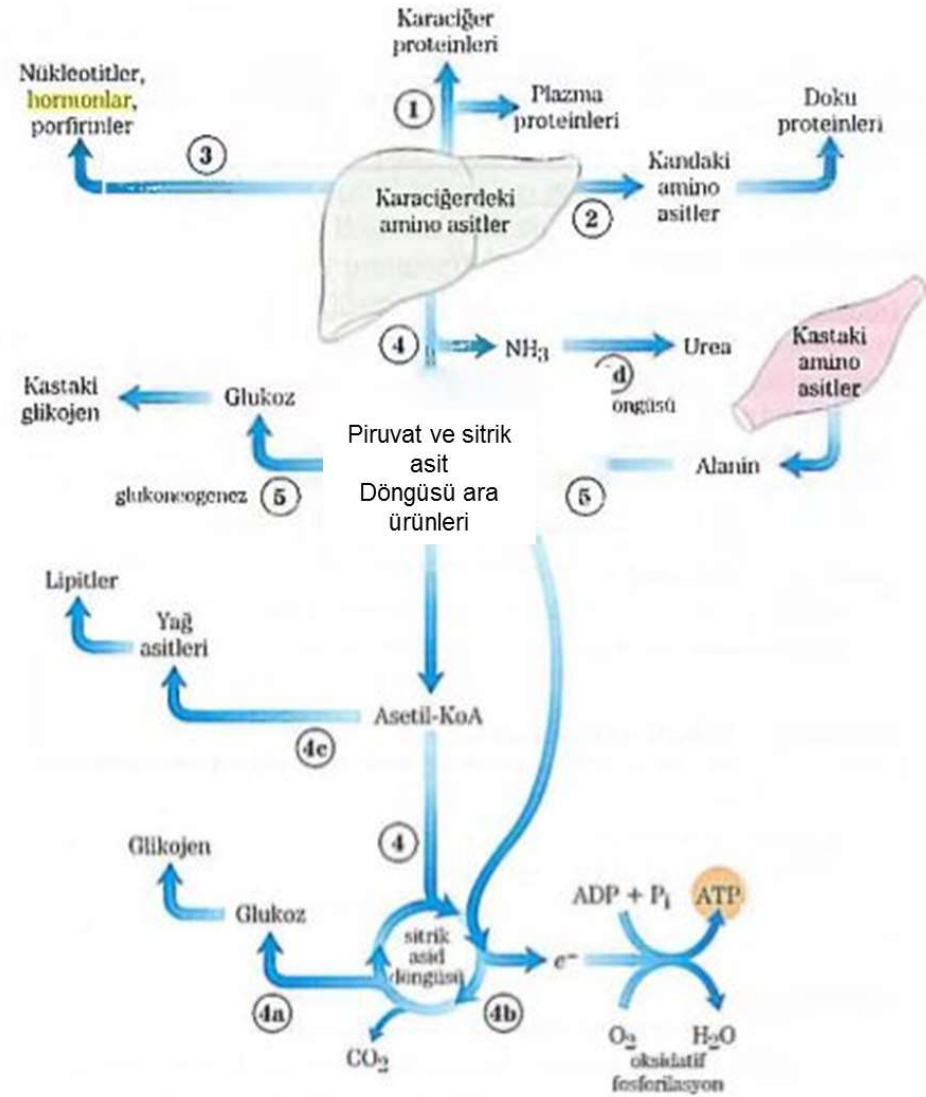 Karaciğer
proteinleri
Nükleotitler,
hormonlar,
porfirinler
1
Plazma
proteinleri
Doku
proteinleri
3
Karaciğerdeki
amino asitler
2
Kandaki
amino
asitler
4
NH3
Urea
d
öngüsü
Kastaki
amino
asitler
Kastaki
glikojen
Glukoz
Piruvat ve sitrik
asit
Döngüsü ara
ürünleri
glukoneogenez
5
5
Alanin
Lipitler
Yağ
asitleri
Asetil-KoA
4c
4
Glikojen
Glukoz
sitrik
asid
döngüsü
4a
4b
CO2
e-
ADP + Pi
ATP
O2
H2O
oksidatif
fosforilasyon